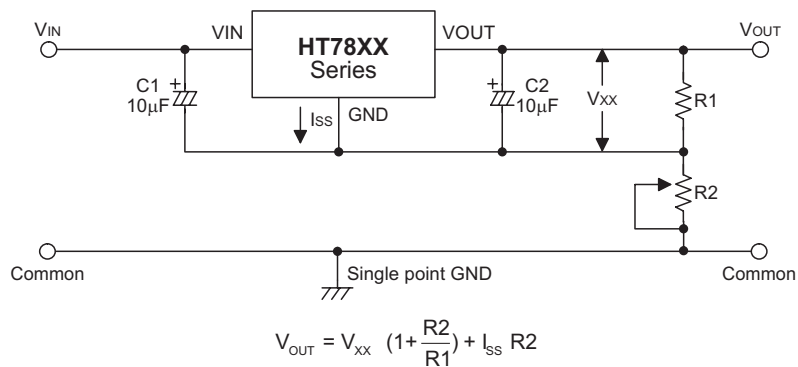 VIN
VIN
HT78XX
Series
VOUT
VOUT
C1
+
10μF
ISS
GND
+
C2
10μF
VXX
R1
R2
Common
Single point GND
Common
VOUT = VXX (1+R2/R1) + ISS R2